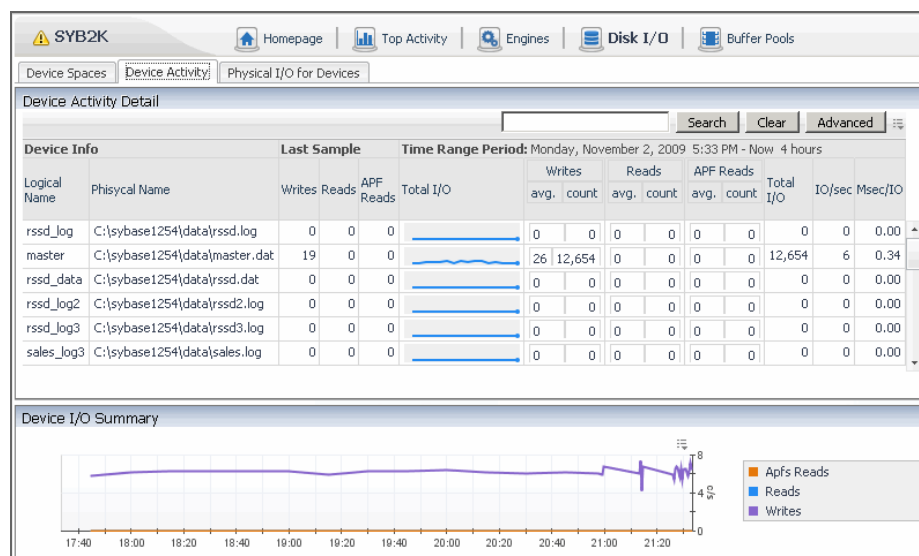 SYB2K Homepage Top Activity Engines Disk I/O Buffer Pools
Device Spaces Device Activity Physical I/O for Devices
Device Activity Detail
Search Clear Advanced
Device Info Last Sample Time Range Period: Monday, November 2, 2009 5:33 PM - Now 4 hours
Logical Name Phisycal Name Writes Reads APF Reads Total I/O Writes avg. count Reads avg. count APF Reads avg. count Total I/O IO/sec Msec/IO
rssd_log C:\sybase1254\data\rssd.log 0 0 0 0 0 0 0 0 0 0 0 0.00
master C:\sybase1254\data\master.dat 19 0 0 26 12,654 0 0 0 0 12,654 6 0.34
rssd_data C:\sybase1254\data\rssd.dat 0 0 0 0 0 0 0 0 0 0 0 0.00
rssd_log2 C:\sybase1254\data\rssd2.log 0 0 0 0 0 0 0 0 0 0 0 0.00
rssd_log3 C:\sybase1254\data\rssd3.log 0 0 0 0 0 0 0 0 0 0 0 0.00
sales_log3 C:\sybase1254\data\sales.log 0 0 0 0 0 0 0 0 0 0 0 0.00
Device I/O Summary
8
4
0
s/o
Apfs Reads
Reads
Writes
17:40 18:00 18:20 18:40 19:00 19:20 19:40 20:00 20:20 20:40 21:00 21:20